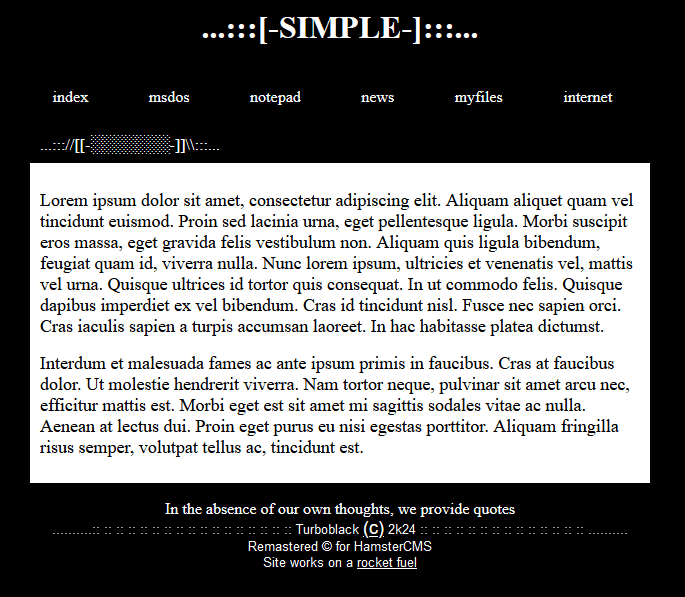 ...:::[-SIMPLE-]:::...
index msdos notepad news myfiles internet
...:::://[[-░░░░░░░░-]]\\:::...
Lorem ipsum dolor sit amet, consectetur adipiscing elit. Aliquam aliquet quam vel
tincidunt euismod. Proin sed lacinia urna, eget pellentesque ligula. Morbi suscipit
eros massa, eget gravida felis vestibulum non. Aliquam quis ligula bibendum,
feugiat quam id, viverra nulla. Nunc lorem ipsum, ultricies et venenatis vel, mattis
vel urna. Quisque ultrices id tortor quis consequat. In ut commodo felis. Quisque
dapibus imperdiet ex vel bibendum. Cras id tincidunt nisl. Fusce nec sapien orci.
Cras iaculis sapien a turpis accumsan laoreet. In hac habitasse platea dictumst.
Interdum et malesuada fames ac ante ipsum primis in faucibus. Cras at faucibus
dolor. Ut molestie hendrerit viverra. Nam tortor neque, pulvinar sit amet arcu nec,
efficitur mattis est. Morbi eget est sit amet mi sagittis sodales vitae ac nulla.
Aenean at lectus dui. Proin eget purus eu nisi egestas porttitor. Aliquam fringilla
risus semper, volutpat tellus ac, tincidunt est.
In the absence of our own thoughts, we provide quotes
............:: :: :: :: :: :: :: :: :: :: :: :: :: :: :: :: :: Turboblack (C) 2k24 :: :: :: :: :: :: :: :: :: :: :: :: :: :: ............
Remastered © for HamsterCMS
Site works on a rocket fuel